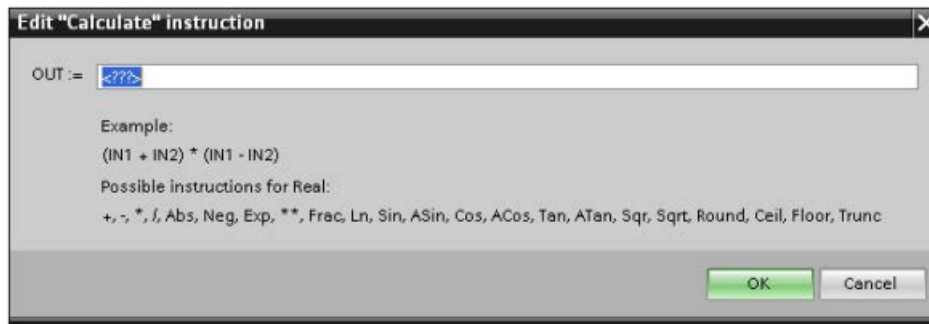 Edit "Calculate" instruction
OUT := <???>
Example:
(IN1 + IN2) * (IN1 - IN2)
Possible instructions for Real:
+, -, *, /, Abs, Neg, Exp, **, Frac, Ln, Sin, ASin, Cos, ACos, Tan, ATan, Sqr, Sqrt, Round, Ceil, Floor, Trunc
OK Cancel